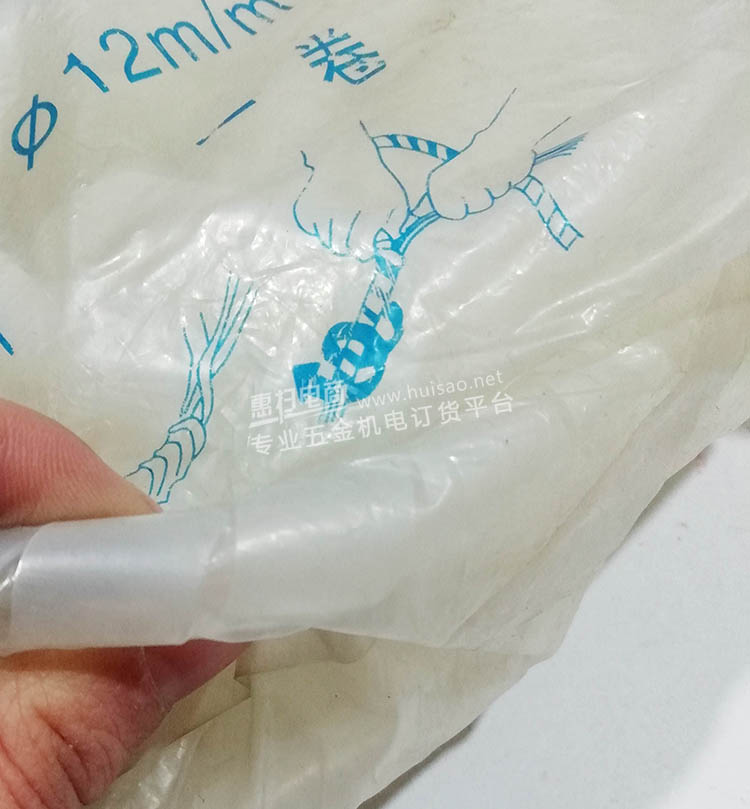 φ12m/m
一卷
惠扫电商 www.huisao.net
专业五金机电订货平台